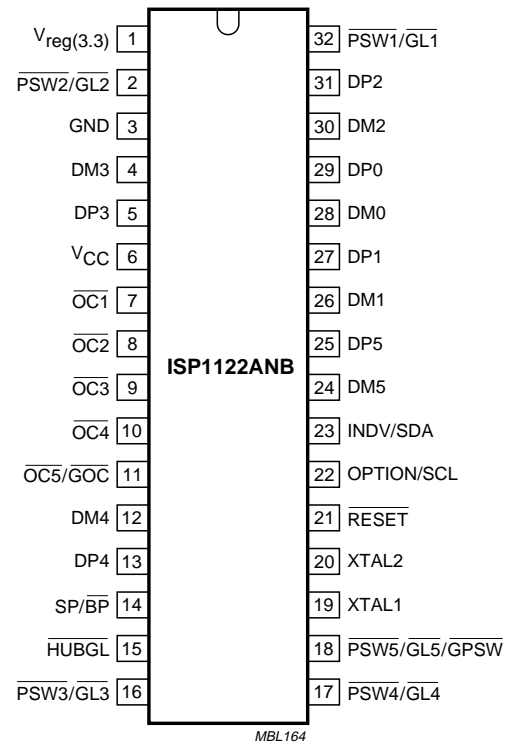 Vreg(3.3) 1
PSW2/GL2 2
GND 3
DM3 4
DP3 5
VCC 6
OC1 7
OC2 8
OC3 9
OC4 10
OC5/GOC 11
DM4 12
DP4 13
SP/BP 14
HUBGL 15
PSW3/GL3 16
ISP1122ANB
32 PSW1/GL1
31 DP2
30 DM2
29 DP0
28 DM0
27 DP1
26 DM1
25 DP5
24 DM5
23 INDV/SDA
22 OPTION/SCL
21 RESET
20 XTAL2
19 XTAL1
18 PSW5/GL5/GPSW
17 PSW4/GL4
MBL164